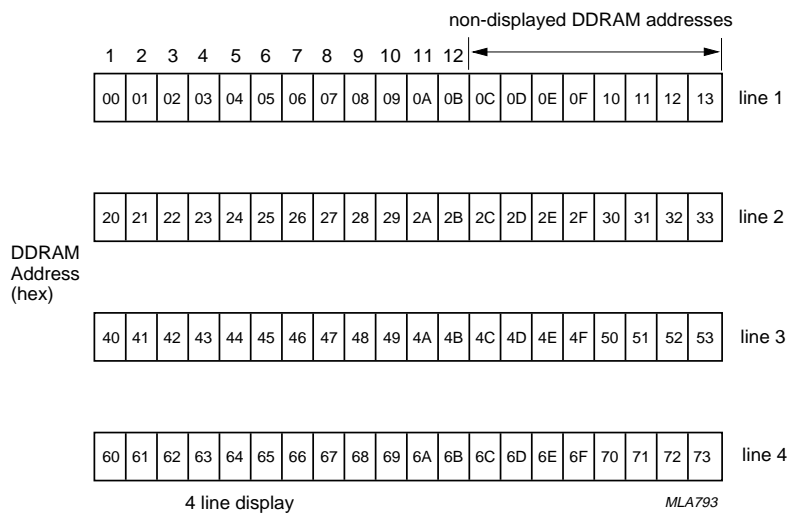 non-displayed DDRAM addresses
1 2 3 4 5 6 7 8 9 10 11 12
00 01 02 03 04 05 06 07 08 09 0A 0B 0C 0D 0E 0F 10 11 12 13 line 1
20 21 22 23 24 25 26 27 28 29 2A 2B 2C 2D 2E 2F 30 31 32 33 line 2
DDRAM
Address
(hex)
40 41 42 43 44 45 46 47 48 49 4A 4B 4C 4D 4E 4F 50 51 52 53 line 3
60 61 62 63 64 65 66 67 68 69 6A 6B 6C 6D 6E 6F 70 71 72 73 line 4
4 line display
MLA793